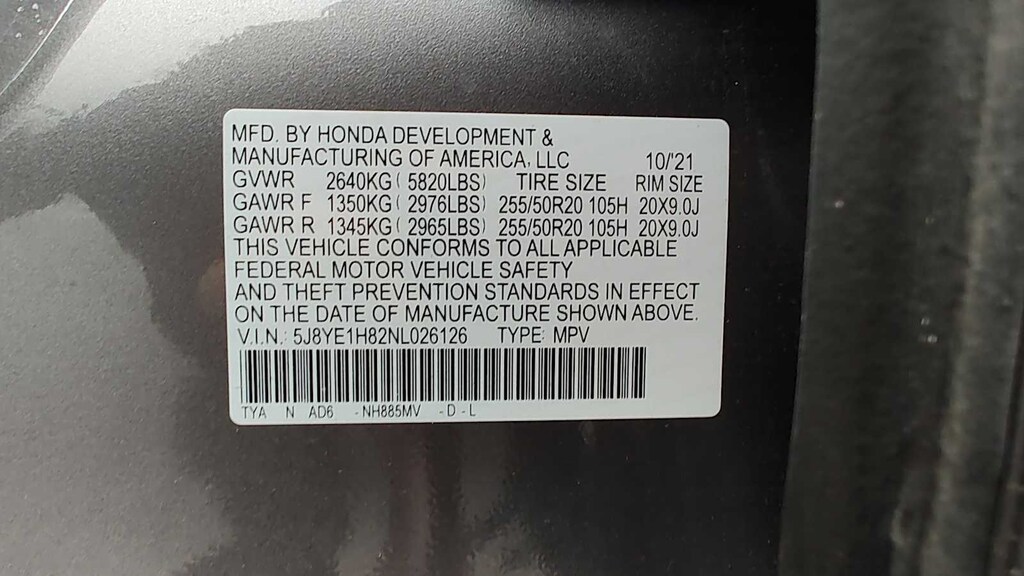 MFD. BY HONDA DEVELOPMENT &
MANUFACTURING OF AMERICA, LLC 10/'21
GVWR 2640KG ( 5820LBS) TIRE SIZE RIM SIZE
GAWR F 1350KG ( 2976LBS) 255/50R20 105H 20X9.0J
GAWR R 1345KG ( 2965LBS) 255/50R20 105H 20X9.0J
THIS VEHICLE CONFORMS TO ALL APPLICABLE
FEDERAL MOTOR VEHICLE SAFETY
AND THEFT PREVENTION STANDARDS IN EFFECT
ON THE DATE OF MANUFACTURE SHOWN ABOVE.
V.I.N.: 5J8YE1H82NL026126 TYPE: MPV
TYA N AD6 -NH885MV -D-L